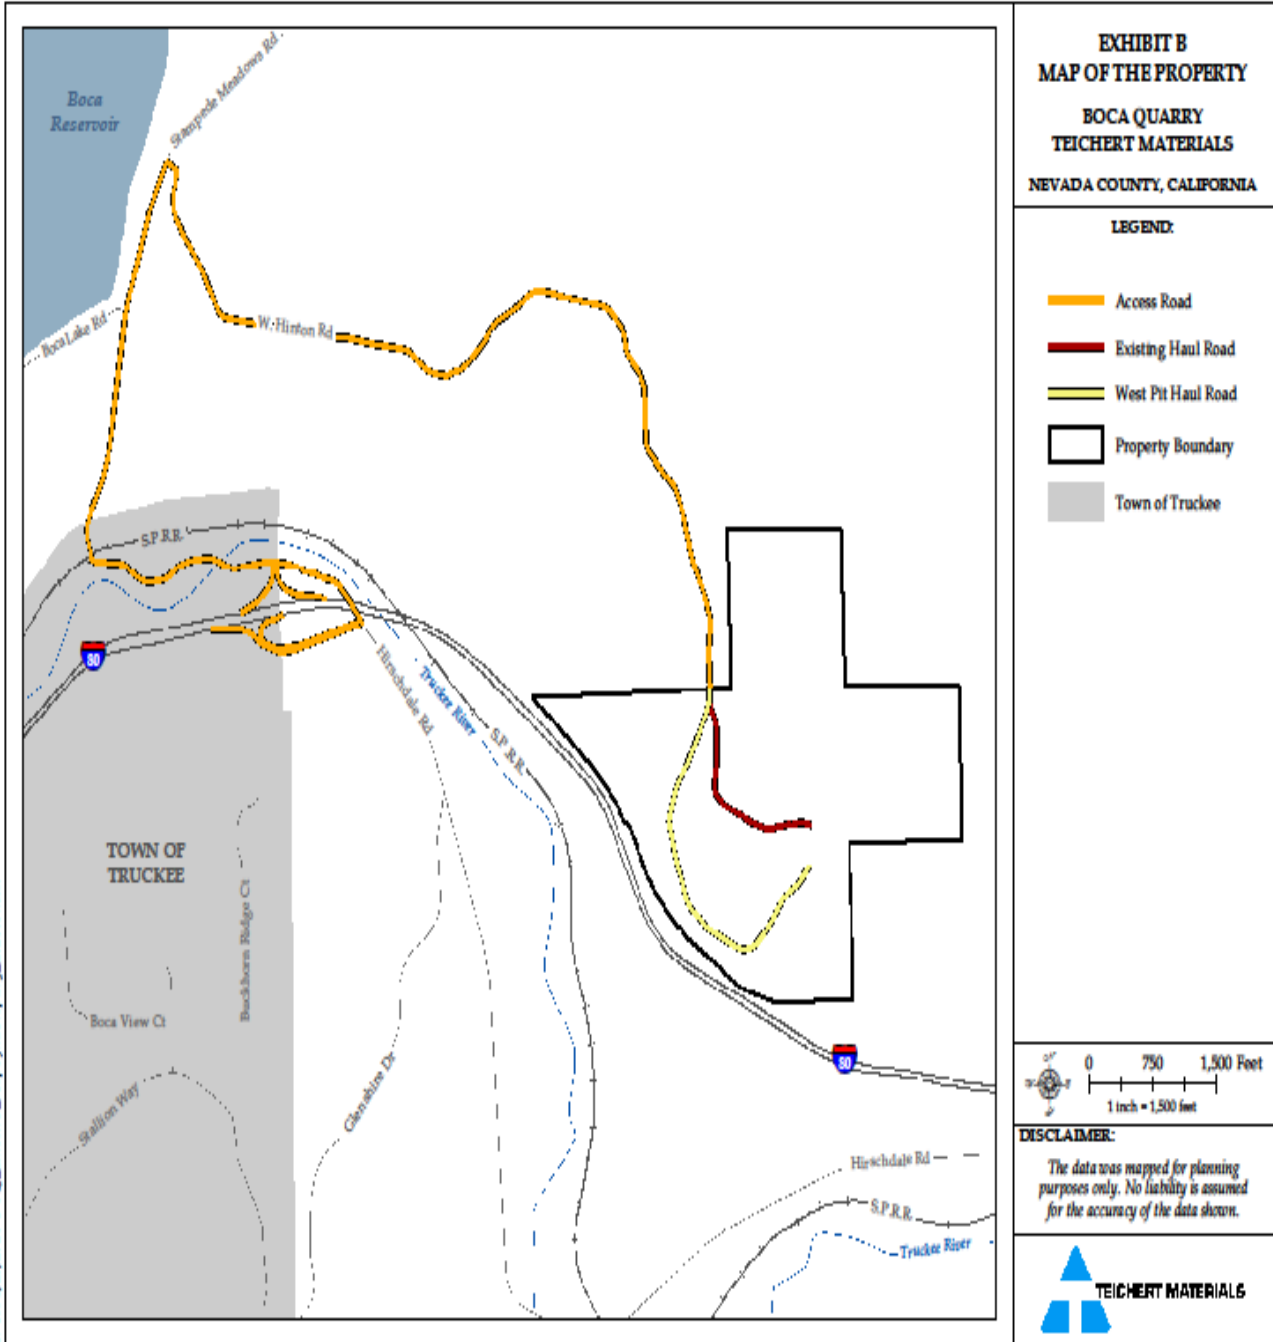 EXHIBIT B
MAP OF THE PROPERTY
BOCA QUARRY
TEICHERT MATERIALS
NEVADA COUNTY, CALIFORNIA
LEGEND:
Access Road
Existing Haul Road
West Pit Haul Road
Property Boundary
Town of Truckee
0 750 1,500 Feet
1 inch = 1,500 feet
DISCLAIMER:
The data was mapped for planning
purposes only. No liability is assumed
for the accuracy of the data shown.
TEICHERT MATERIALS
Boca
Reservoir
Stampede Meadows Rd
Boca Lake Rd
W. Hinton Rd
S.P.R.R.
80
Hirschdale Rd
Truckee River
S.P.R.R.
TOWN OF
TRUCKEE
Buckhorn Ridge Ct
Boca View Ct
Stallion Way
Glenshire Dr
80
Hirschdale Rd
S.P.R.R.
Truckee River